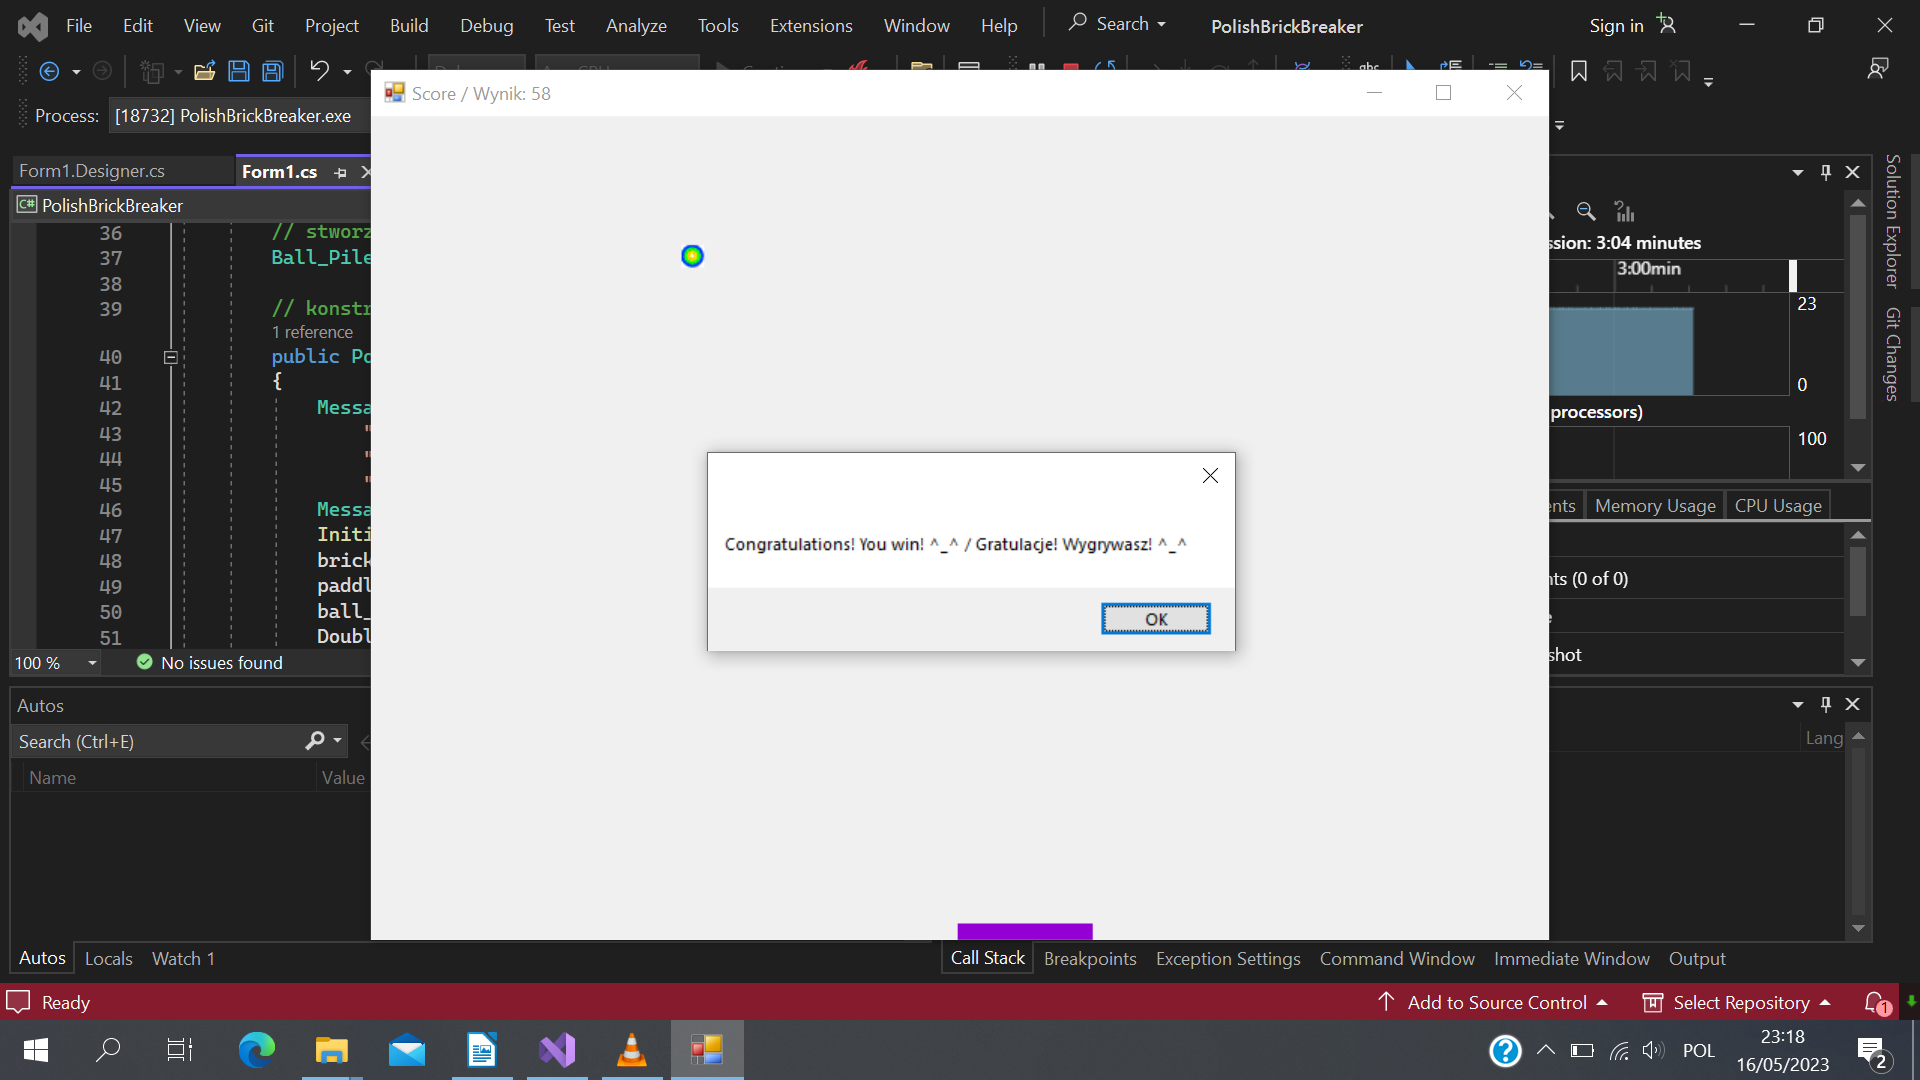 File Edit View Git Project Build Debug Test Analyze Tools Extensions Window Help Search PolishBrickBreaker Sign in
Process: [18732] PolishBrickBreaker.exe
Score / Wynik: 58
Form1.Designer.cs Form1.cs
PolishBrickBreaker
36 // stworz
37 Ball_Pile
38
39 // konstr
1 reference
40 public Po
41 {
42 Messa
43 "
44 "
45 "
46 Messa
47 Initi
48 brick
49 paddl
50 ball_
51 Doubl
100 % No issues found
ssion: 3:04 minutes
3:00min
23
0
processors)
100
ents Memory Usage CPU Usage
nts (0 of 0)
e
shot
Solution Explorer
Git Changes
Congratulations! You win! ^_^ / Gratulacje! Wygrywasz! ^_^
OK
Autos
Search (Ctrl+E)
Name Value
Lang
Autos Locals Watch 1
Call Stack Breakpoints Exception Settings Command Window Immediate Window Output
Ready Add to Source Control Select Repository 1
POL 23:18
16/05/2023 2